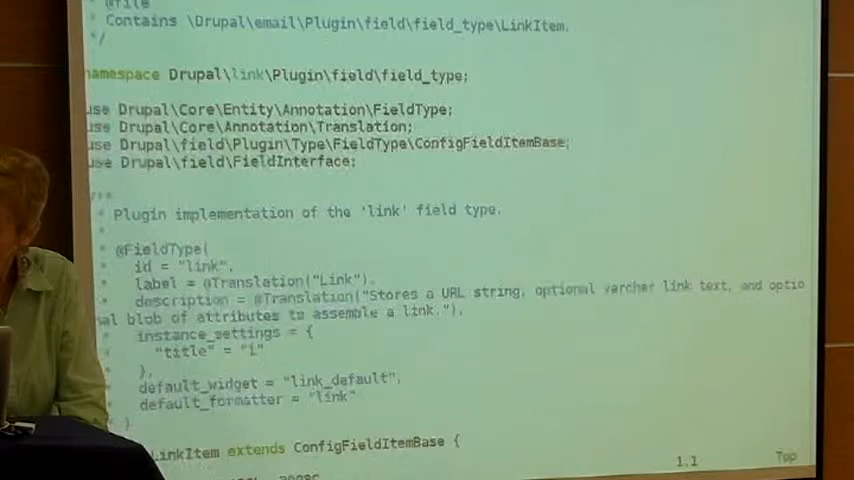 * @file
* Contains \Drupal\email\Plugin\field\field_type\LinkItem.
*/
namespace Drupal\link\Plugin\field\field_type;
use Drupal\Core\Entity\Annotation\FieldType;
use Drupal\Core\Annotation\Translation;
use Drupal\field\Plugin\Type\FieldType\ConfigFieldItemBase;
use Drupal\field\FieldInterface;
/**
* Plugin implementation of the 'link' field type.
*
* @FieldType(
* id = "link",
* label = @Translation("Link"),
* description = @Translation("Stores a URL string, optional varchar link text, and optio
nal blob of attributes to assemble a link."),
* instance_settings = {
* "title" = "1"
* },
* default_widget = "link_default",
* default_formatter = "link"
* )
LinkItem extends ConfigFieldItemBase {
1.1 Top